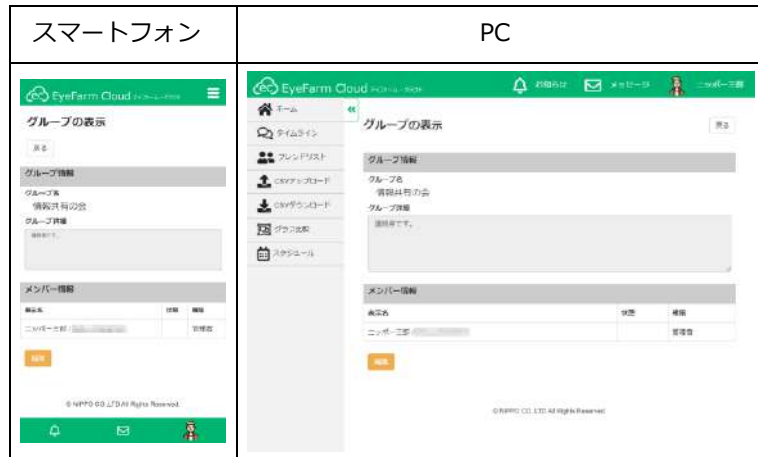 スマートフォン
PC
EyeFarm Cloud
グループの表示
戻る
グループ情報
グループ名
情報共有の会
グループ詳細
連絡用です。
メンバー情報
表示名 状態 権限
ニッポー三郎 管理者
編集
© NIPPO CO.,LTD All Rights Reserved.
EyeFarm Cloud お知らせ メッセージ ニッポー三郎
ホーム
タイムライン
フレンドリスト
CSVアップロード
CSVダウンロード
グラフ比較
スケジュール
グループの表示 戻る
グループ情報
グループ名
情報共有の会
グループ詳細
連絡用です。
メンバー情報
表示名 状態 権限
ニッポー三郎 管理者
編集
© NIPPO CO.,LTD All Rights Reserved.